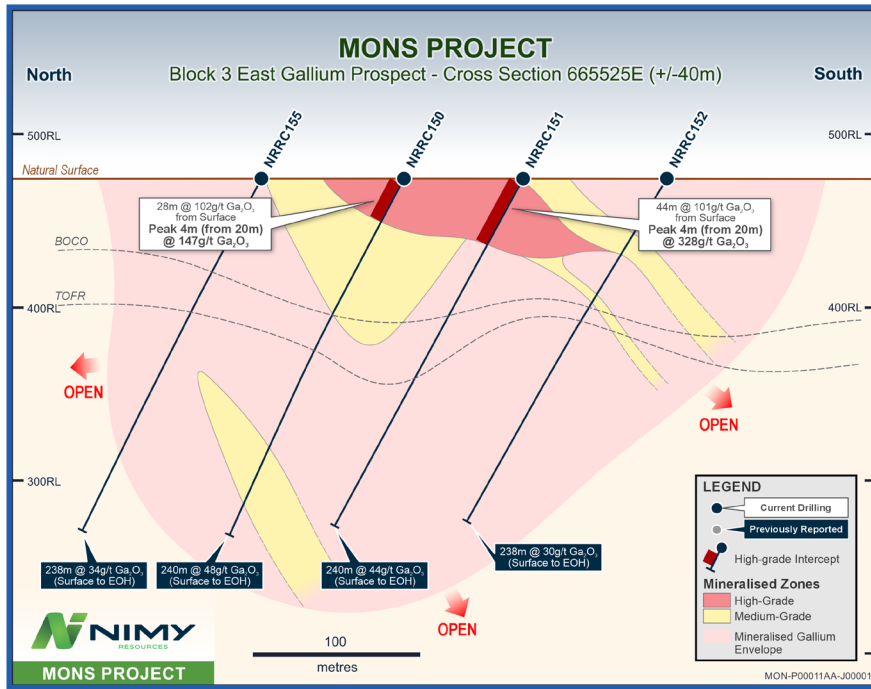 MONS PROJECT
Block 3 East Gallium Prospect - Cross Section 665525E (+/-40m)
North
South
NRRC155
NRRC150
NRRC151
NRRC152
500RL
500RL
Natural Surface
28m @ 102g/t Ga₂O₃
from Surface
Peak 4m (from 20m)
@ 147g/t Ga₂O₃
44m @ 101g/t Ga₂O₃
from Surface
Peak 4m (from 20m)
@ 328g/t Ga₂O₃
BOCO
TOFR
400RL
400RL
OPEN
OPEN
OPEN
300RL
238m @ 34g/t Ga₂O₃
(Surface to EOH)
240m @ 48g/t Ga₂O₃
(Surface to EOH)
240m @ 44g/t Ga₂O₃
(Surface to EOH)
238m @ 30g/t Ga₂O₃
(Surface to EOH)
LEGEND
Current Drilling
Previously Reported
High-grade Intercept
Mineralised Zones
High-Grade
Medium-Grade
Mineralised Gallium
Envelope
NIMY
RESOURCES
MONS PROJECT
100
metres
MON-P00011AA-J00001